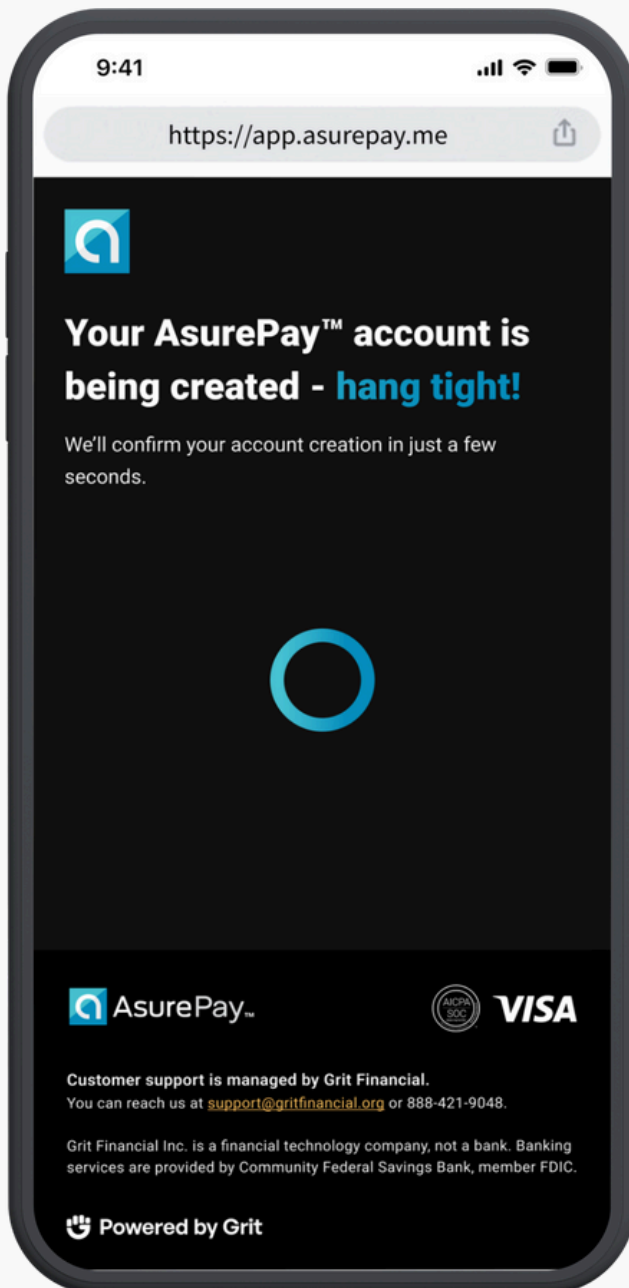 9:41
https://app.asurepay.me
Your AsurePay™ account is
being created - hang tight!
We’ll confirm your account creation in just a few
seconds.
AsurePay™
AICPA
SOC
VISA
Customer support is managed by Grit Financial.
You can reach us at support@gritfinancial.org or 888-421-9048.
Grit Financial Inc. is a financial technology company, not a bank. Banking
services are provided by Community Federal Savings Bank, member FDIC.
Powered by Grit